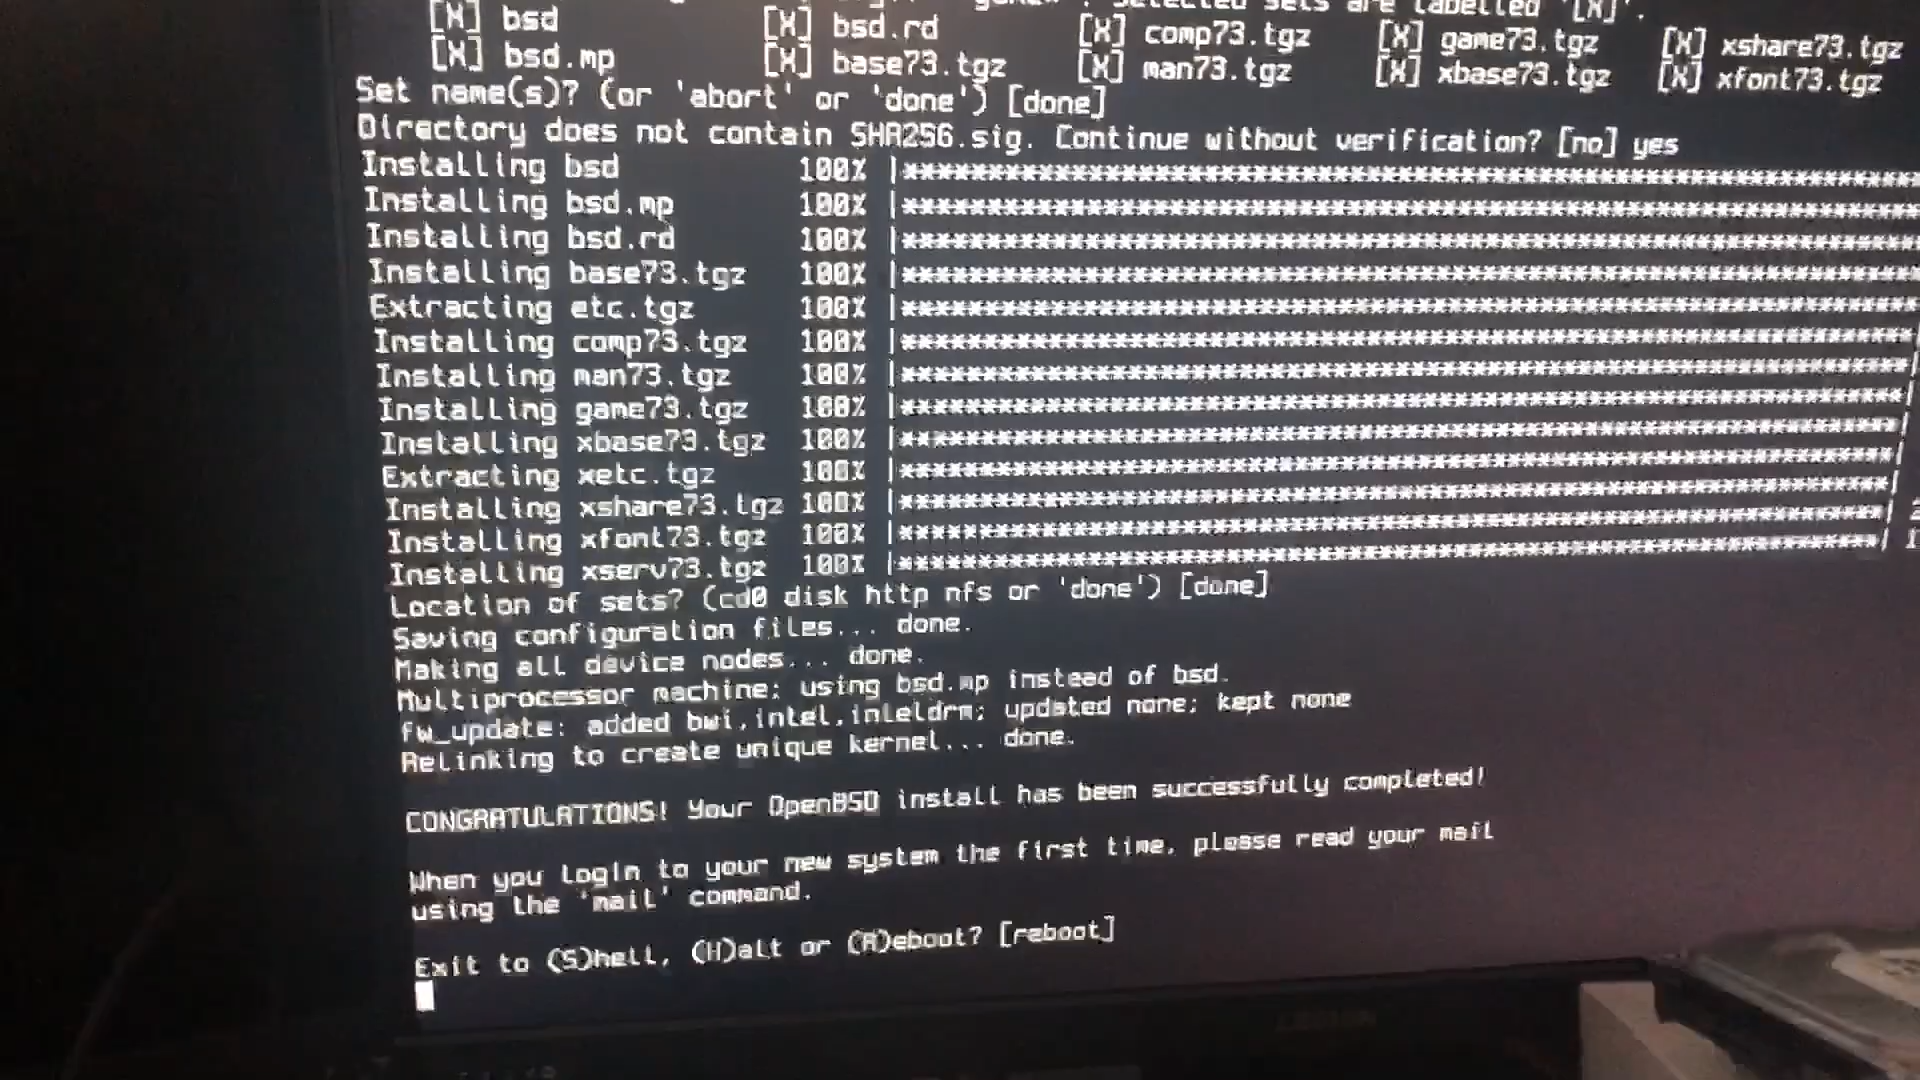 Selected sets are labelled '[X]'.
[X] bsd [X] bsd.rd [X] comp73.tgz [X] game73.tgz [X] xshare73.tgz
[X] bsd.mp [X] base73.tgz [X] man73.tgz [X] xbase73.tgz [X] xfont73.tgz
Set name(s)? (or 'abort' or 'done') [done]
Directory does not contain SHA256.sig. Continue without verification? [no] yes
Installing bsd 100% |**************************************************************
Installing bsd.mp 100% |**************************************************************
Installing bsd.rd 100% |**************************************************************
Installing base73.tgz 100% |**************************************************************
Extracting etc.tgz 100% |**************************************************************
Installing comp73.tgz 100% |**************************************************************
Installing man73.tgz 100% |**************************************************************|
Installing game73.tgz 100% |**************************************************************|
Installing xbase73.tgz 100% |**************************************************************|
Extracting xetc.tgz 100% |**************************************************************|
Installing xshare73.tgz 100% |**************************************************************|
Installing xfont73.tgz 100% |**************************************************************|
Installing xserv73.tgz 100% |**************************************************************|
Location of sets? (cd0 disk http nfs or 'done') [done]
Saving configuration files... done.
Making all device nodes... done.
Multiprocessor machine; using bsd.mp instead of bsd.
fw_update: added bwi,intel,inteldrm; updated none; kept none
Relinking to create unique kernel... done.
CONGRATULATIONS! Your OpenBSD install has been successfully completed!
When you login to your new system the first time, please read your mail
using the 'mail' command.
Exit to (S)hell, (H)alt or (R)eboot? [reboot]